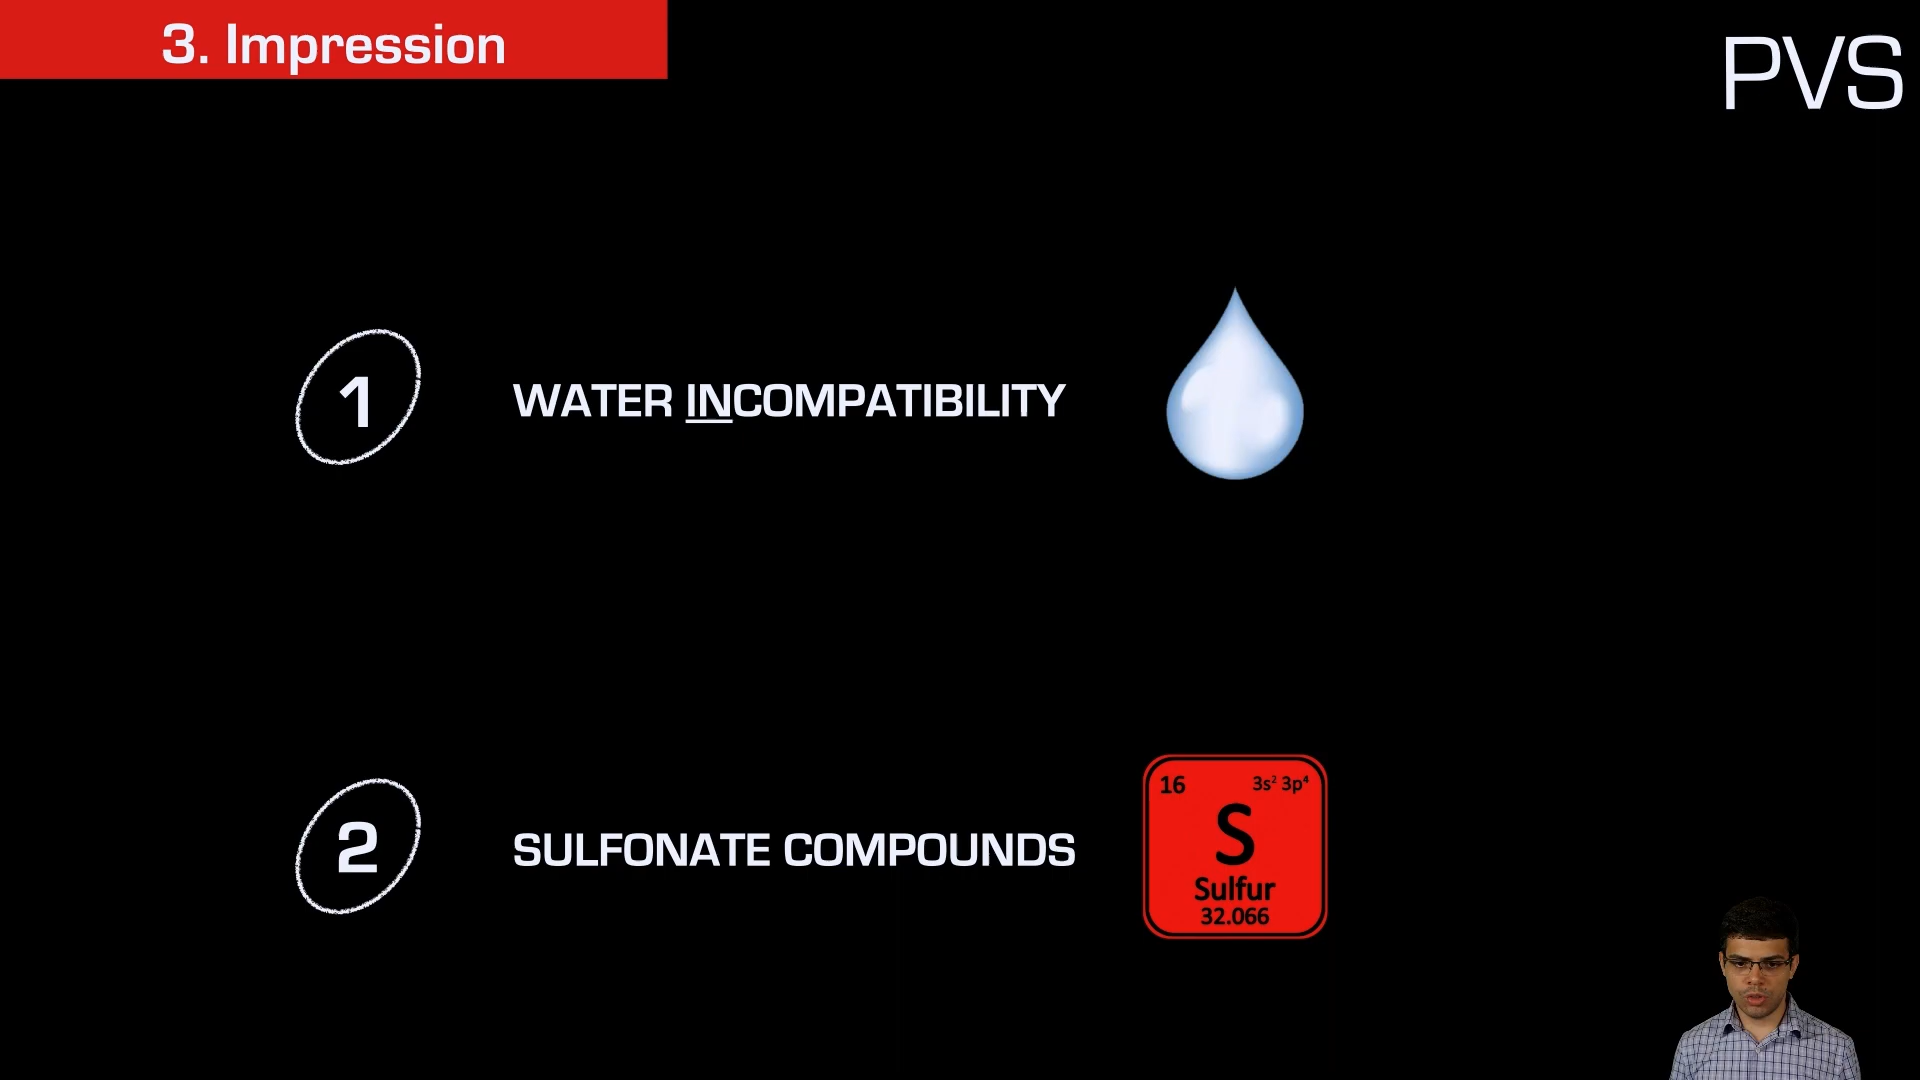 3. Impression
PVS
1
WATER INCOMPATIBILITY
2
SULFONATE COMPOUNDS
16
3s² 3p⁴
S
Sulfur
32.066